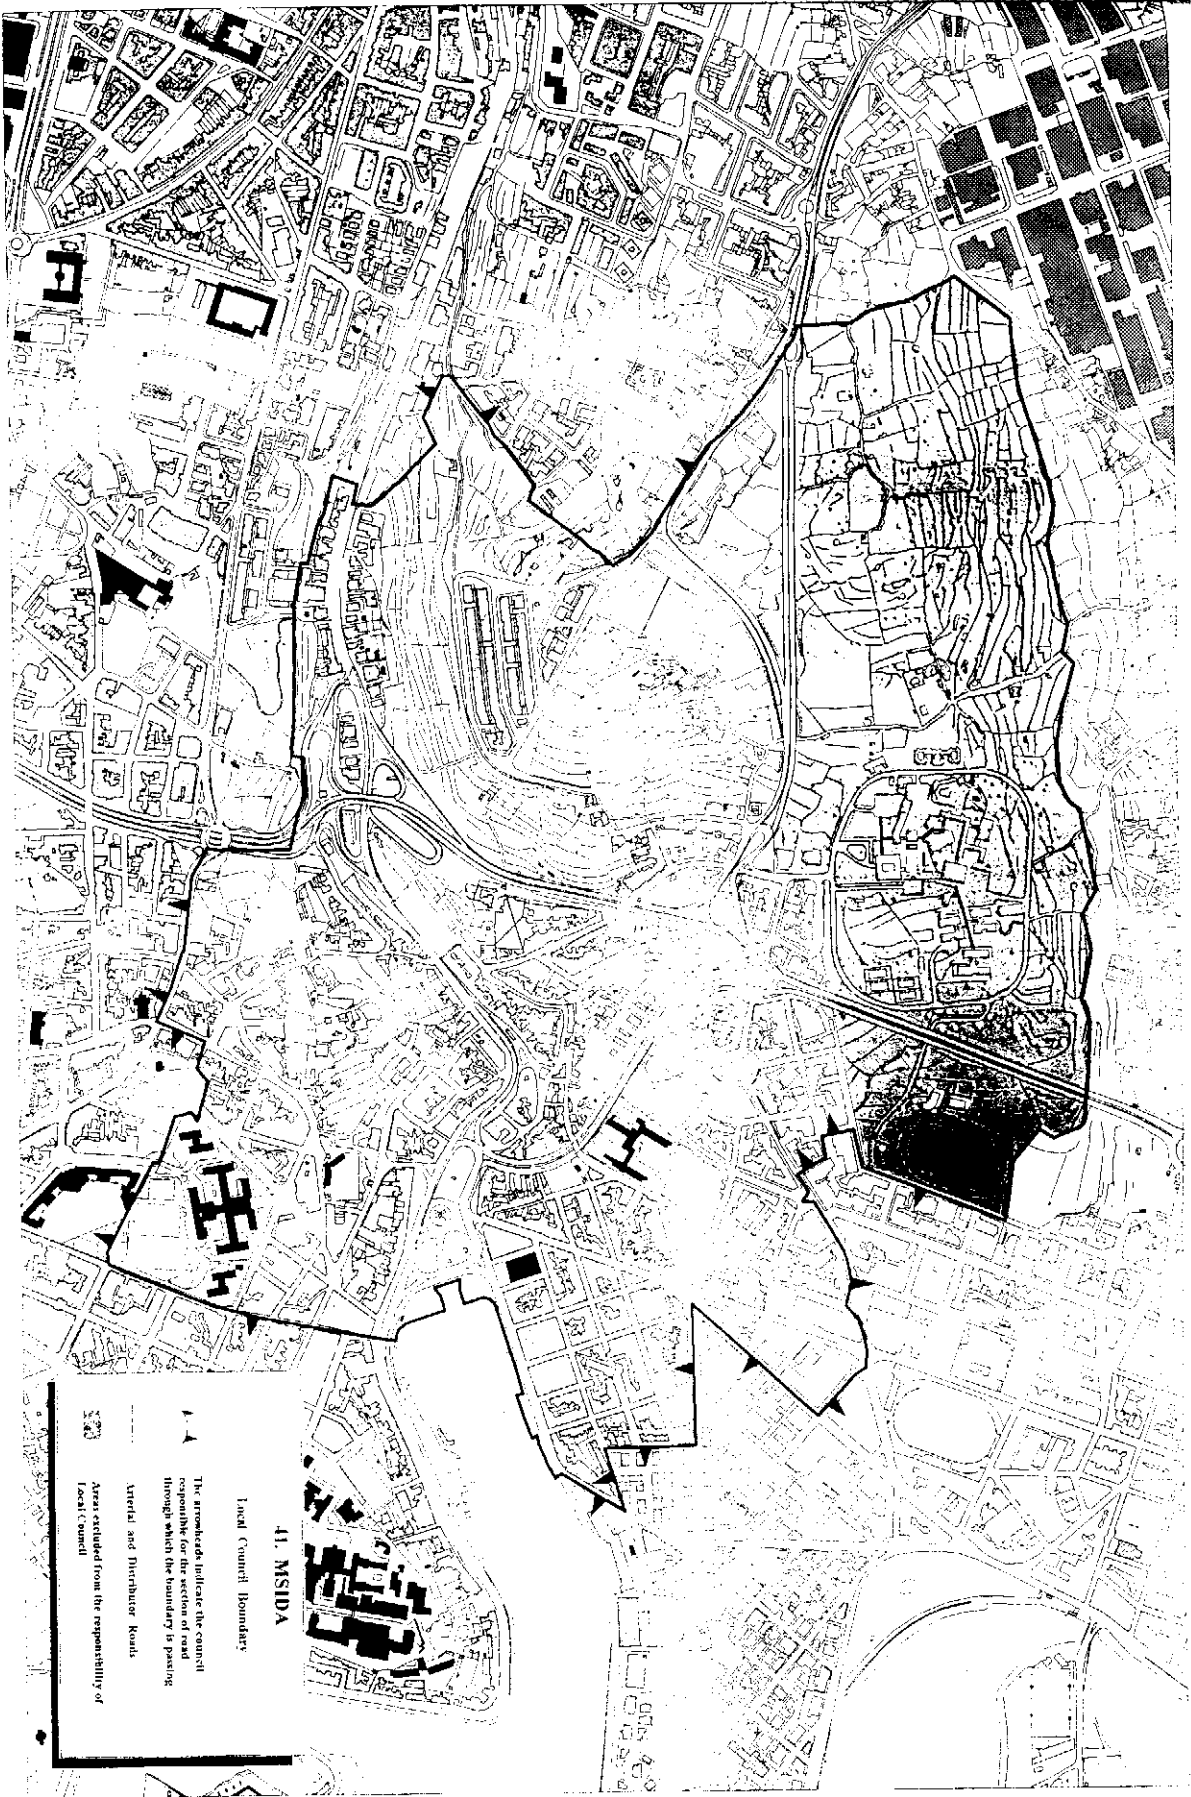 41. MSIDA
Local Council Boundary
The arrowheads indicate the council
responsible for the section of road
through which the boundary is passing
Arterial and Distributor Roads
Areas excluded from the responsibility of
Local Council